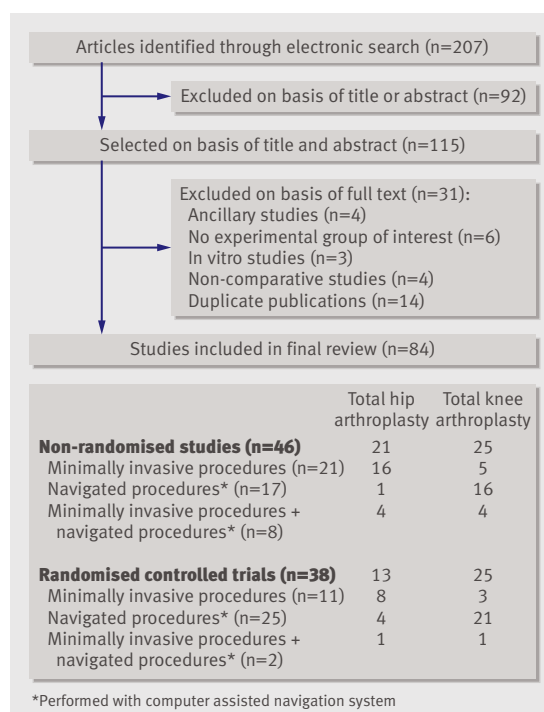 Articles identified through electronic search (n=207)
Excluded on basis of title or abstract (n=92)
Selected on basis of title and abstract (n=115)
Excluded on basis of full text (n=31):
Ancillary studies (n=4)
No experimental group of interest (n=6)
In vitro studies (n=3)
Non-comparative studies (n=4)
Duplicate publications (n=14)
Studies included in final review (n=84)
Total hip Total knee
arthroplasty arthroplasty
Non-randomised studies (n=46) 21 25
Minimally invasive procedures (n=21) 16 5
Navigated procedures* (n=17) 1 16
Minimally invasive procedures + 4 4
navigated procedures* (n=8)
Randomised controlled trials (n=38) 13 25
Minimally invasive procedures (n=11) 8 3
Navigated procedures* (n=25) 4 21
Minimally invasive procedures + 1 1
navigated procedures* (n=2)
*Performed with computer assisted navigation system